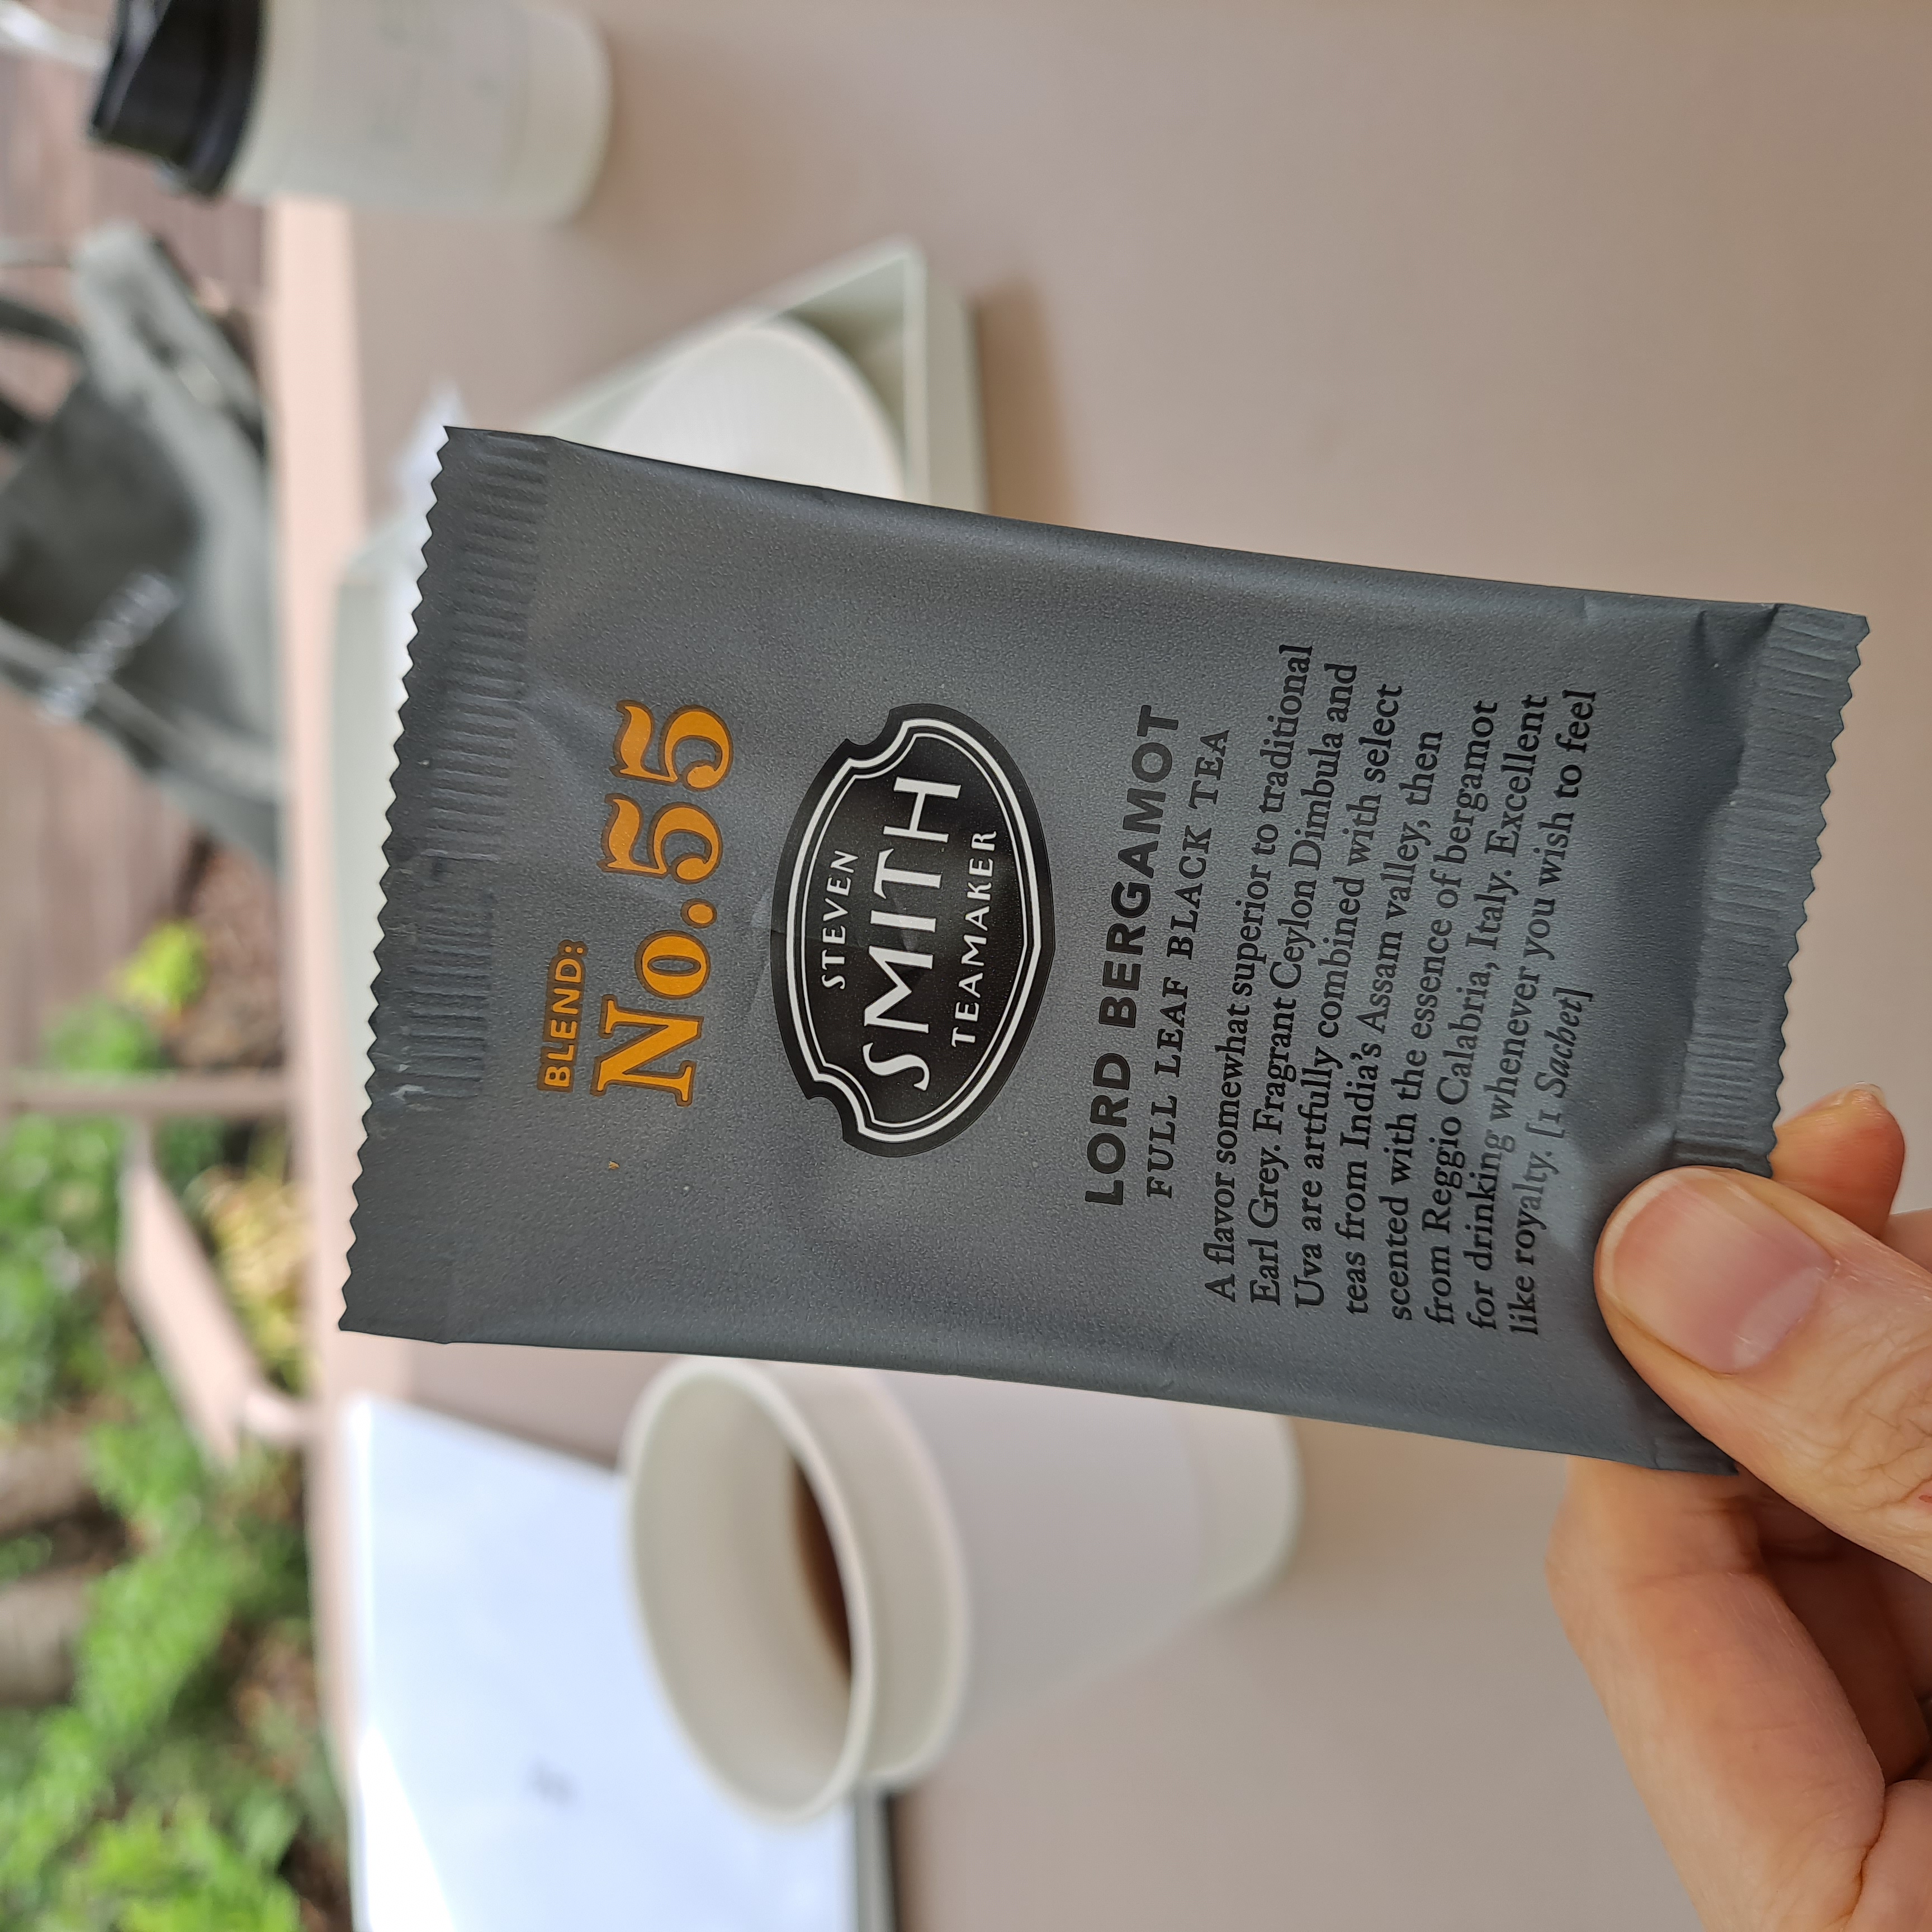 BLEND:
No.55
STEVEN
SMITH
TEAMAKER
LORD BERGAMOT
FULL LEAF BLACK TEA
A flavor somewhat superior to traditional
Earl Grey. Fragrant Ceylon Dimbula and
Uva are artfully combined with select
teas from India's Assam valley, then
scented with the essence of bergamot
from Reggio Calabria, Italy. Excellent
for drinking whenever you wish to feel
like royalty. [1 Sachet]